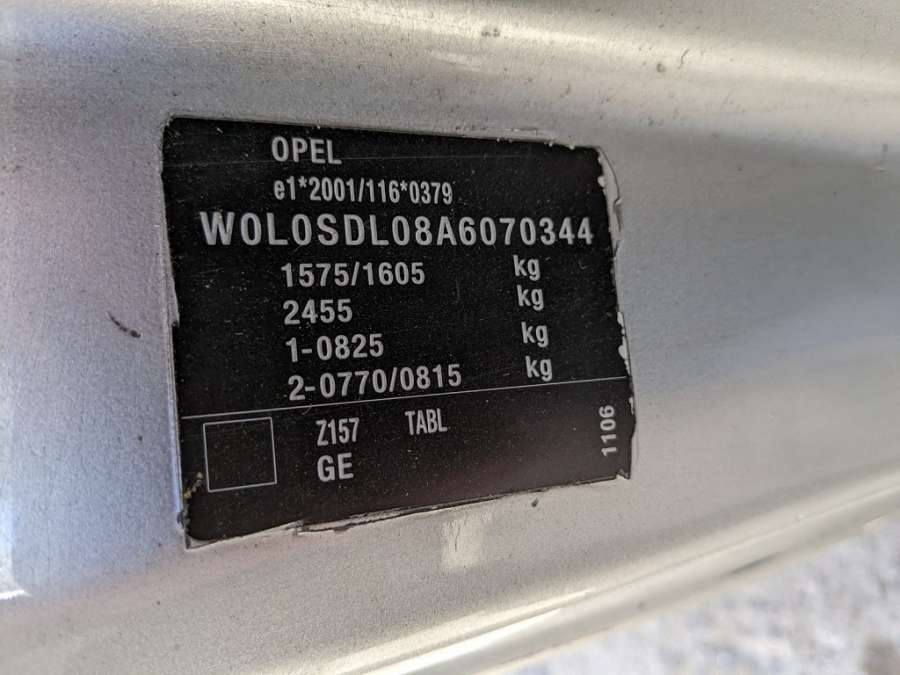 OPEL
e1*2001/116*0379
W0L0SDL08A6070344
1575/1605 kg
2455 kg
1-0825 kg
2-0770/0815 kg
Z157 TABL
GE
1106